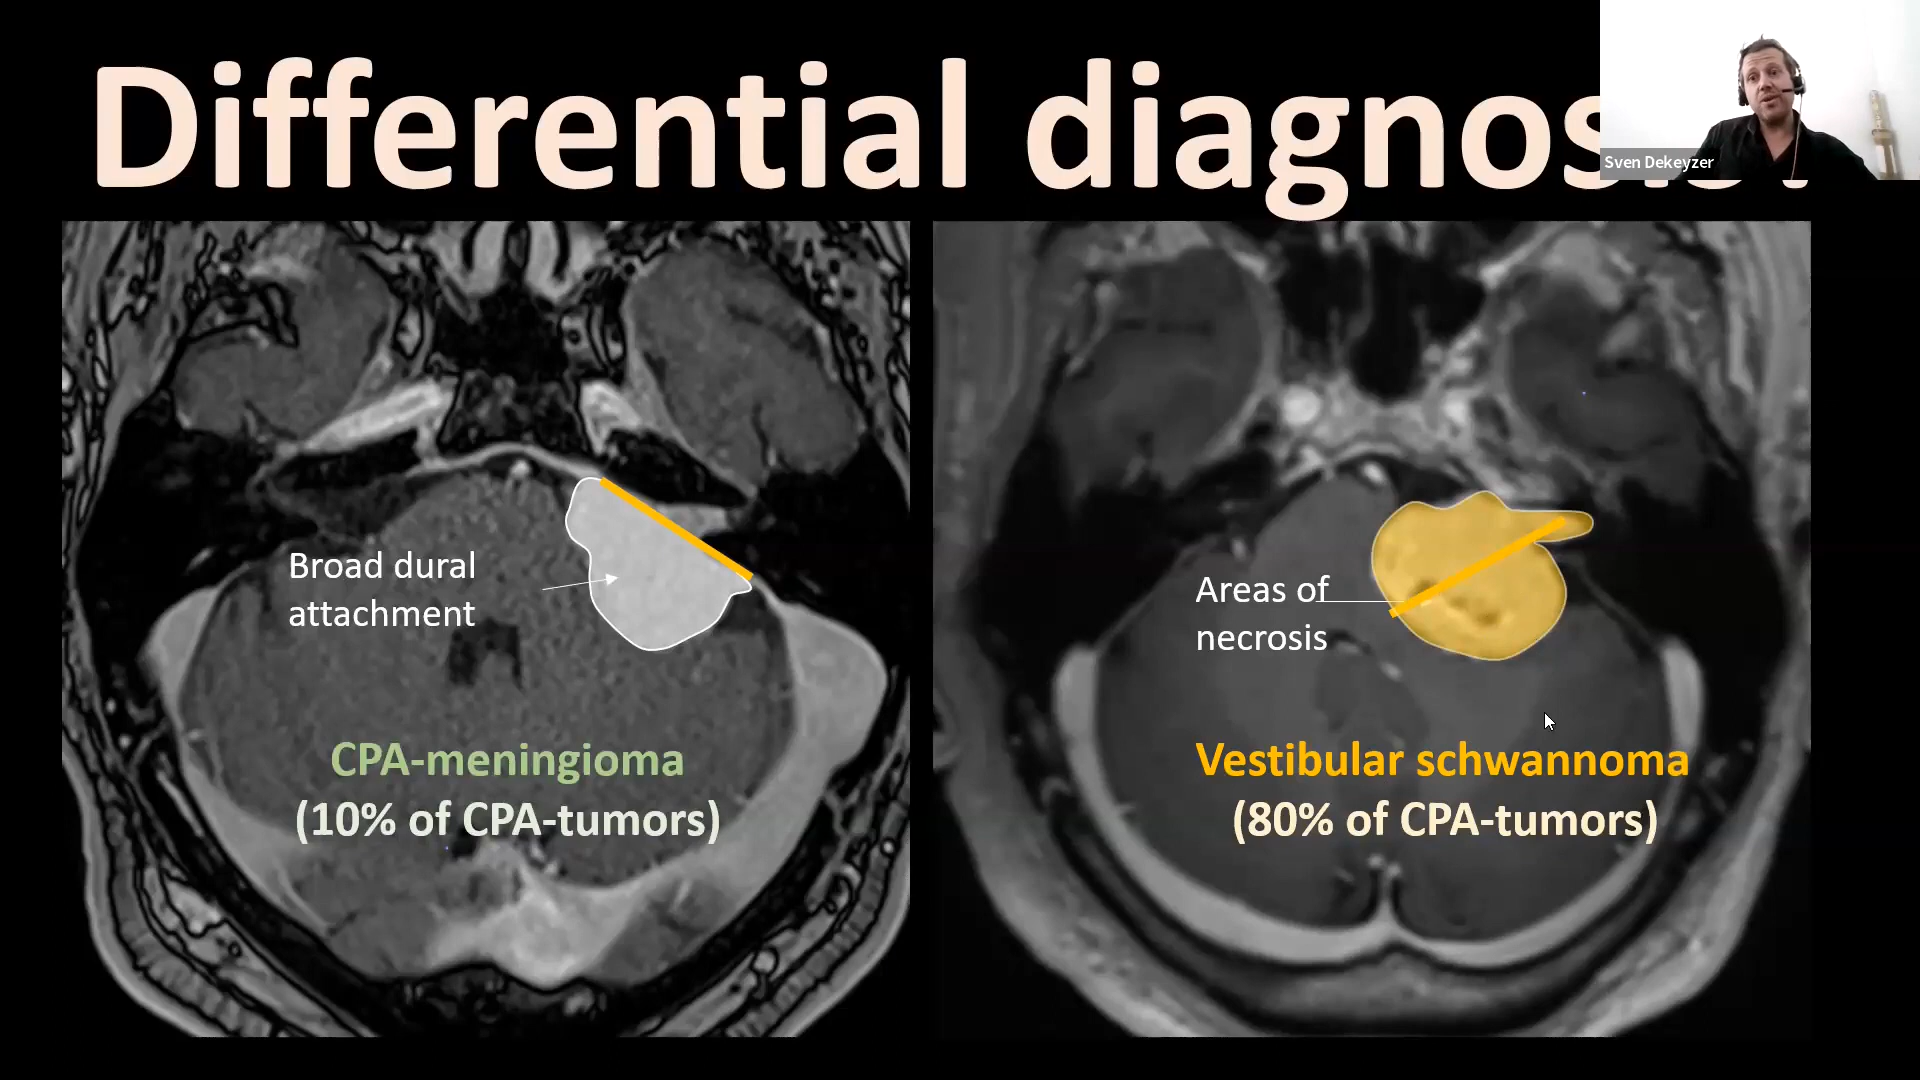 Differential diagnosis?
Sven Dekeyzer
Broad dural
attachment
Areas of
necrosis
CPA-meningioma
(10% of CPA-tumors)
Vestibular schwannoma
(80% of CPA-tumors)